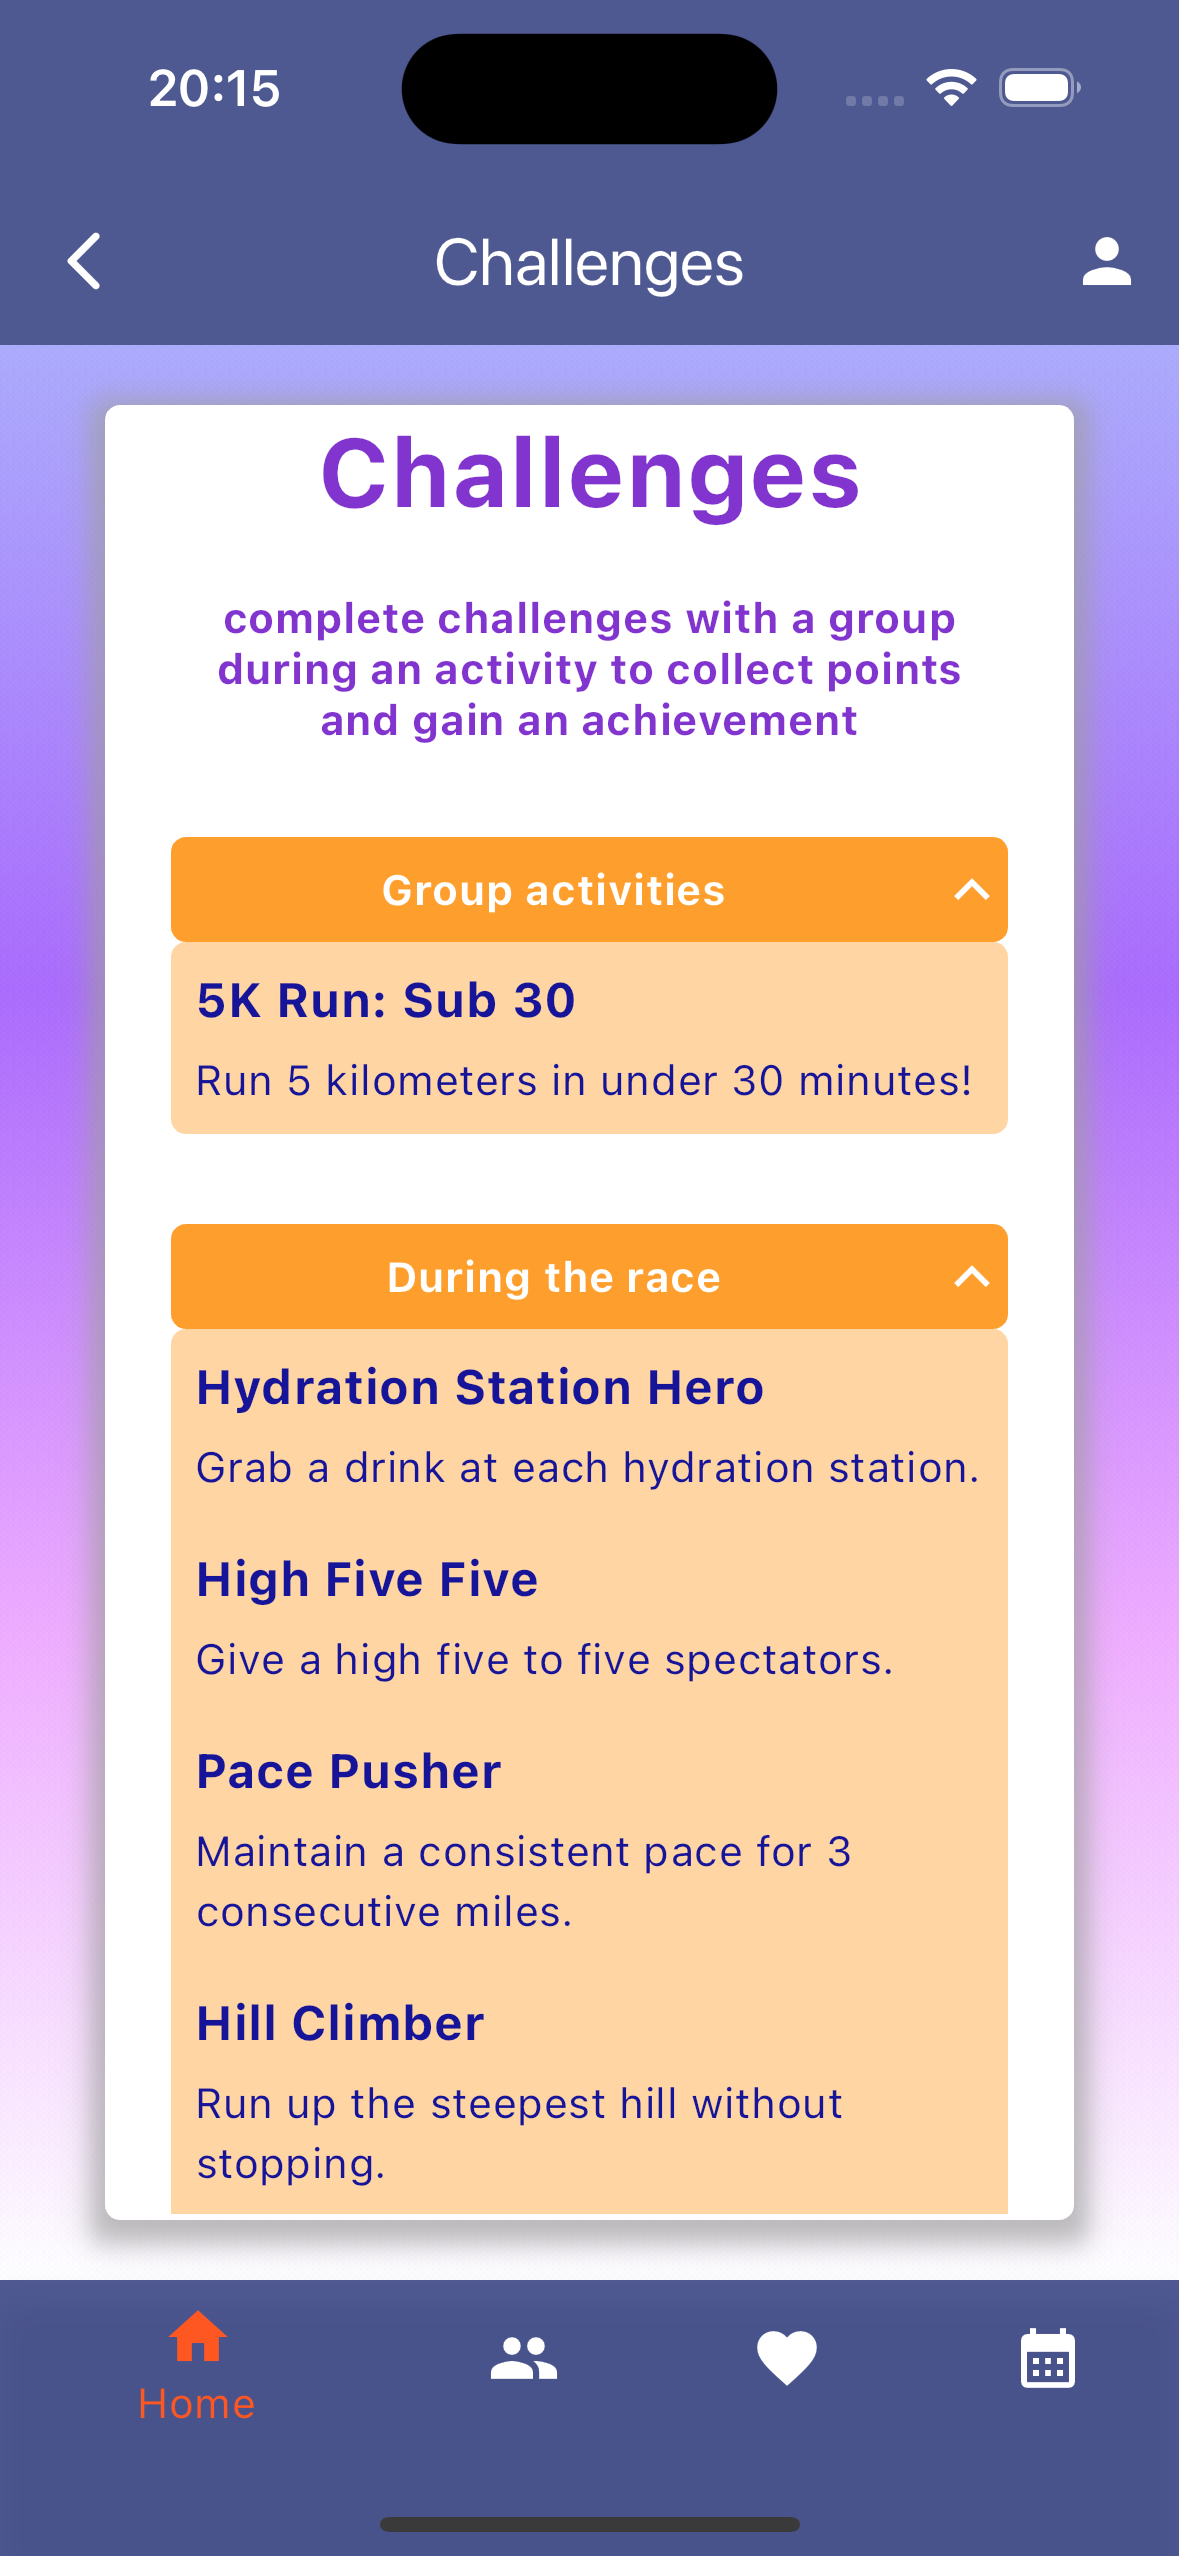 20:15
Challenges
Challenges
complete challenges with a group
during an activity to collect points
and gain an achievement
Group activities
5K Run: Sub 30
Run 5 kilometers in under 30 minutes!
During the race
Hydration Station Hero
Grab a drink at each hydration station.
High Five Five
Give a high five to five spectators.
Pace Pusher
Maintain a consistent pace for 3
consecutive miles.
Hill Climber
Run up the steepest hill without
stopping.
Home